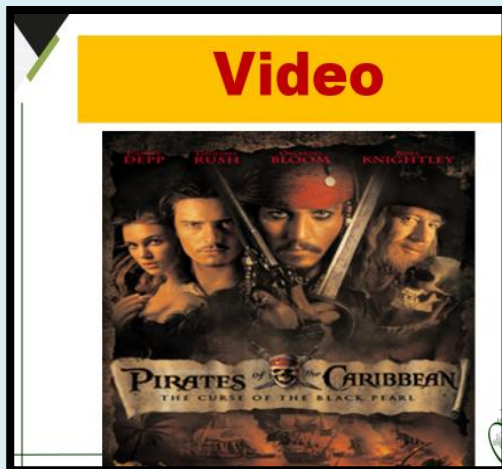 Video
DEPP RUSH BLOOM KNIGHTLEY
PIRATES of the CARIBBEAN
THE CURSE OF THE BLACK PEARL